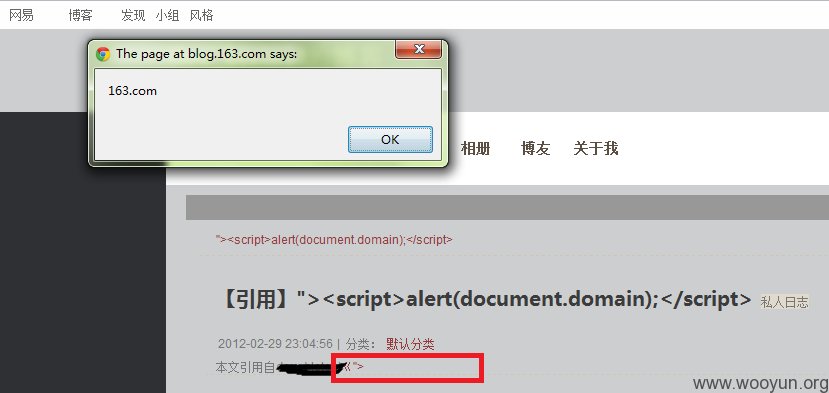 网易 博客 发现 小组 风格
The page at blog.163.com says:
163.com
OK
相册 博友 关于我
"><script>alert(document.domain);</script>
【引用】"><script>alert(document.domain);</script> 私人日志
2012-02-29 23:04:56 | 分类: 默认分类
本文引用自 《 ">
www.wooyun.org